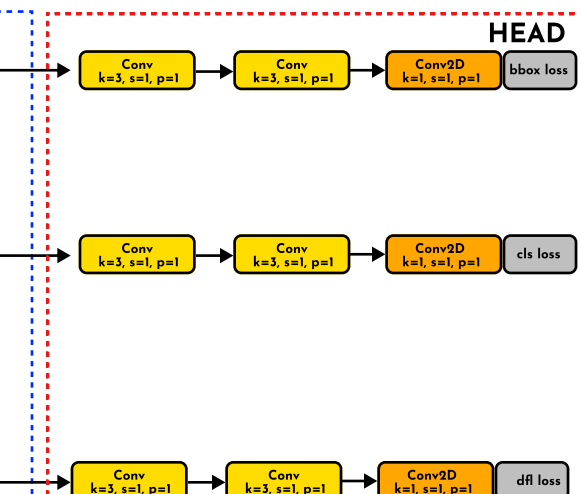 HEAD
Conv
k=3, s=1, p=1
Conv
k=3, s=1, p=1
Conv2D
k=1, s=1, p=1
bbox loss
Conv
k=3, s=1, p=1
Conv
k=3, s=1, p=1
Conv2D
k=1, s=1, p=1
cls loss
Conv
k=3, s=1, p=1
Conv
k=3, s=1, p=1
Conv2D
k=1, s=1, p=1
dfl loss